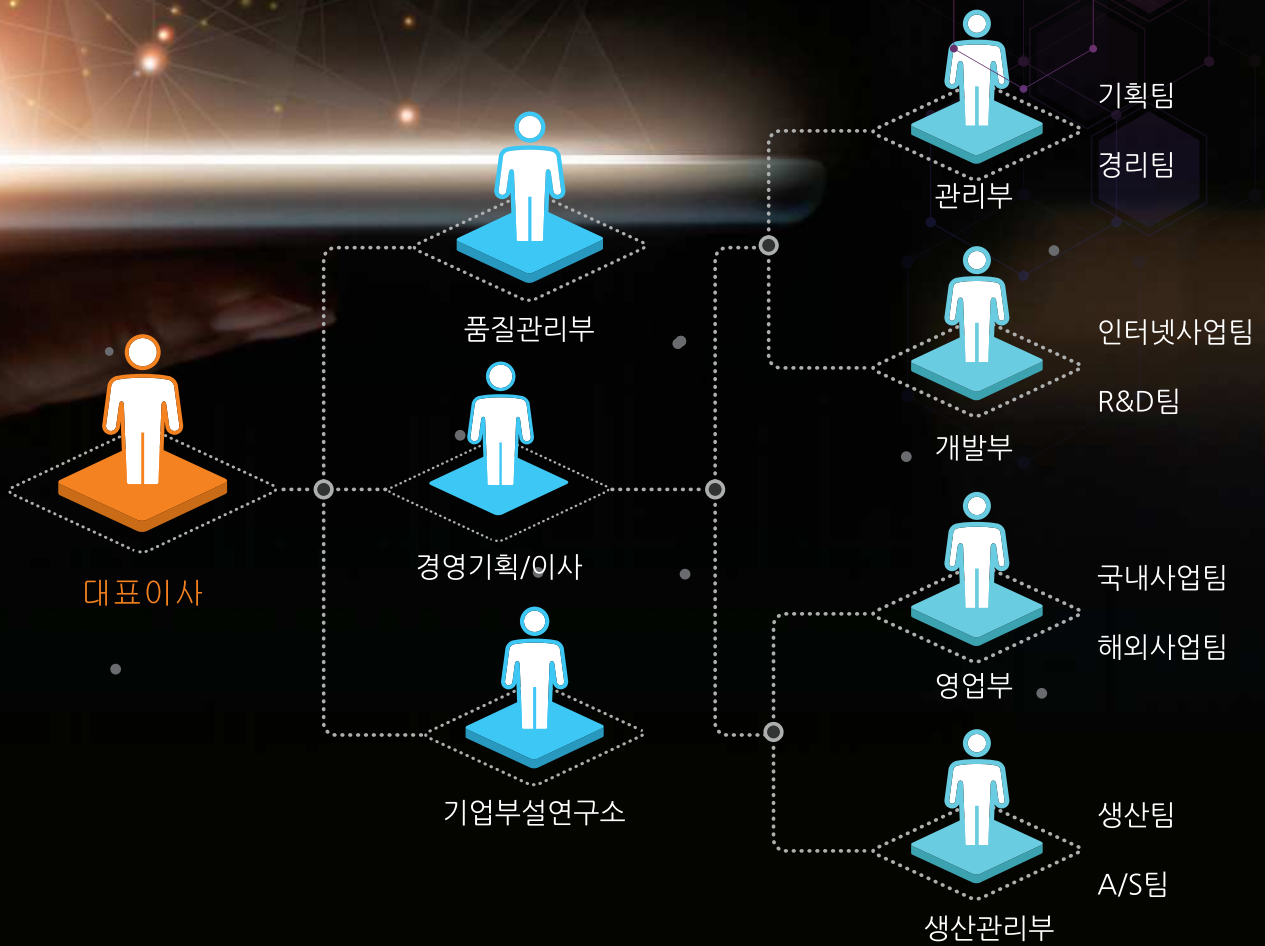 대표이사
품질관리부
경영기획/이사
기업부설연구소
관리부
기획팀
경리팀
개발부
인터넷사업팀
R&D팀
영업부
국내사업팀
해외사업팀
생산관리부
생산팀
A/S팀